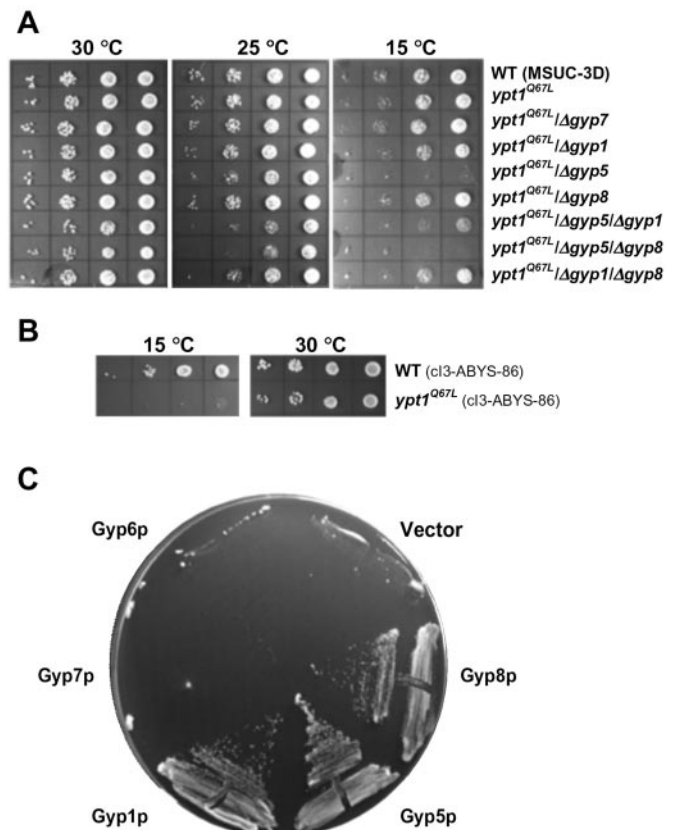 A
30 °C 25 °C 15 °C
WT (MSUC-3D)
ypt1Q67L
ypt1Q67L/Δgyp7
ypt1Q67L/Δgyp1
ypt1Q67L/Δgyp5
ypt1Q67L/Δgyp8
ypt1Q67L/Δgyp5/Δgyp1
ypt1Q67L/Δgyp5/Δgyp8
ypt1Q67L/Δgyp1/Δgyp8
B
15 °C 30 °C
WT (cl3-ABYS-86)
ypt1Q67L (cl3-ABYS-86)
C
Gyp6p Vector
Gyp7p Gyp8p
Gyp1p Gyp5p